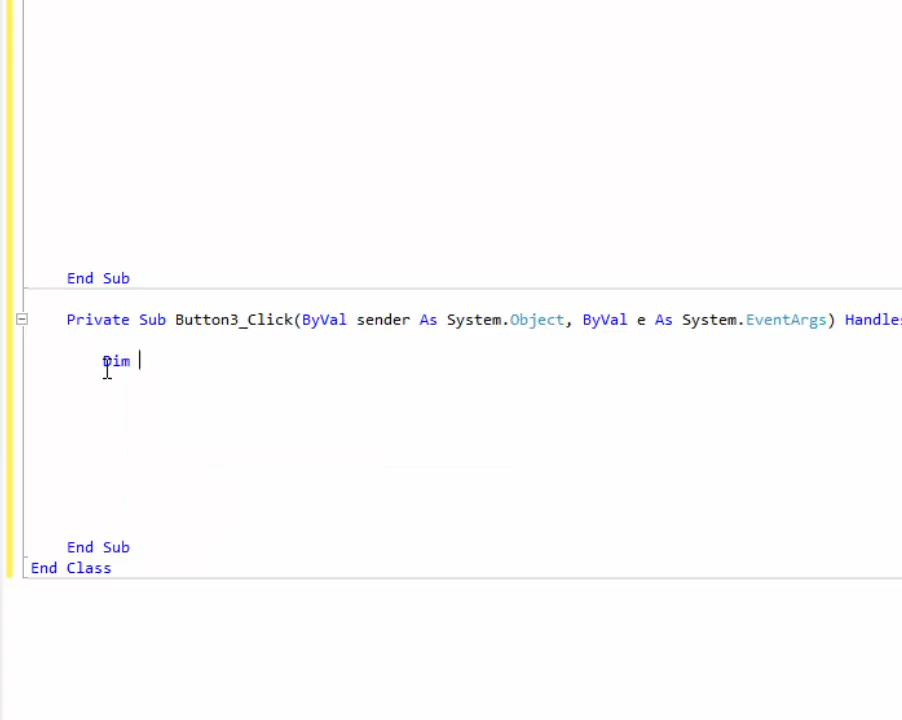 End Sub
Private Sub Button3_Click(ByVal sender As System.Object, ByVal e As System.EventArgs) Handles
Dim
End Sub
End Class